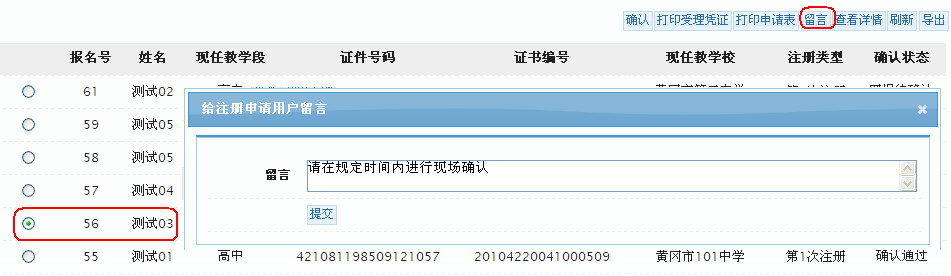 确认 打印受理凭证 打印申请表 留言 查看详情 刷新 导出
报名号 姓名 现任教学段 证件号码 证书编号 现任教学校 注册类型 确认状态
61 测试02
给注册申请用户留言
59 测试05
58 测试05
留言 请在规定时间内进行现场确认
57 测试04
提交
56 测试03
55 测试01 高中 421081198509121057 20104220041000509 黄冈市101中学 第1次注册 确认通过